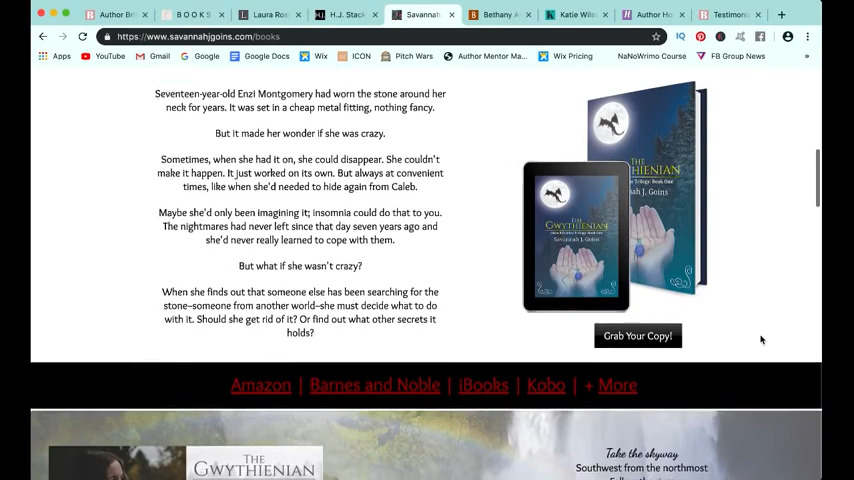 Author Bri
B O O K S
Laura Ros
H.J. Stack
Savannah
Bethany A
Katie Wils
Author Ho
Testimoni
https://www.savannahjgoins.com/books
Apps
YouTube
Gmail
Google
Google Docs
Wix
ICON
Pitch Wars
Author Mentor Ma...
Wix Pricing
NaNoWrimo Course
FB Group News
Seventeen-year-old Enzi Montgomery had worn the stone around her
neck for years. It was set in a cheap metal fitting, nothing fancy.
But it made her wonder if she was crazy.
Sometimes, when she had it on, she could disappear. She couldn't
make it happen. It just worked on its own. But always at convenient
times, like when she'd needed to hide again from Caleb.
Maybe she'd only been imagining it; insomnia could do that to you.
The nightmares had never left since that day seven years ago and
she'd never really learned to cope with them.
But what if she wasn't crazy?
When she finds out that someone else has been searching for the
stone–someone from another world–she must decide what to do
with it. Should she get rid of it? Or find out what other secrets it
holds?
THE
THIENIAN
Trilogy Book One
nah J. Goins
THE
GWYTHIENIAN
Savannah J. Goins
Grab Your Copy!
Amazon | Barnes and Noble | iBooks | Kobo | + More
THE
GWYTHIENIAN
Take the skyway
Southwest from the northmost